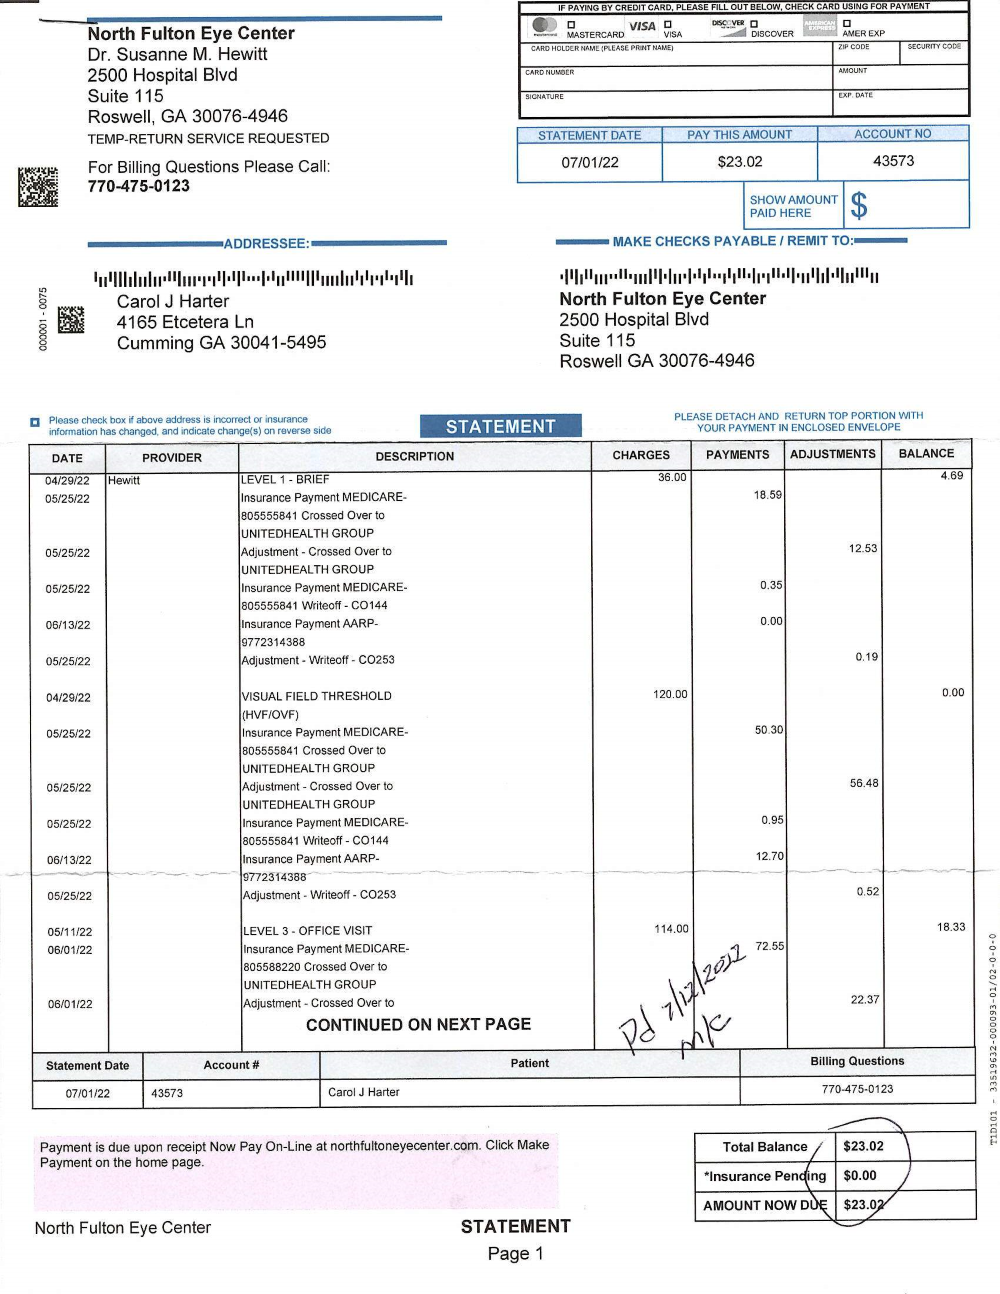 IF PAYING BY CREDIT CARD, PLEASE FILL OUT BELOW, CHECK CARD USING FOR PAYMENT
MASTERCARD
VISA VISA
DISCOVER DISCOVER
AMERICAN EXPRESS AMER EXP
CARD HOLDER NAME (PLEASE PRINT NAME) ZIP CODE SECURITY CODE
CARD NUMBER AMOUNT
SIGNATURE EXP. DATE
North Fulton Eye Center
Dr. Susanne M. Hewitt
2500 Hospital Blvd
Suite 115
Roswell, GA 30076-4946
TEMP-RETURN SERVICE REQUESTED
For Billing Questions Please Call:
770-475-0123
STATEMENT DATE PAY THIS AMOUNT ACCOUNT NO
07/01/22 $23.02 43573
SHOW AMOUNT PAID HERE $
ADDRESSEE:
MAKE CHECKS PAYABLE / REMIT TO:
000001 - 0075
Carol J Harter
4165 Etcetera Ln
Cumming GA 30041-5495
North Fulton Eye Center
2500 Hospital Blvd
Suite 115
Roswell GA 30076-4946
Please check box if above address is incorrect or insurance
information has changed, and indicate change(s) on reverse side
STATEMENT
PLEASE DETACH AND RETURN TOP PORTION WITH
YOUR PAYMENT IN ENCLOSED ENVELOPE
DATE PROVIDER DESCRIPTION CHARGES PAYMENTS ADJUSTMENTS BALANCE
04/29/22 Hewitt LEVEL 1 - BRIEF 36.00 4.69
05/25/22 Insurance Payment MEDICARE- 18.59
805555841 Crossed Over to
UNITEDHEALTH GROUP
05/25/22 Adjustment - Crossed Over to 12.53
UNITEDHEALTH GROUP
05/25/22 Insurance Payment MEDICARE- 0.35
805555841 Writeoff - CO144
06/13/22 Insurance Payment AARP- 0.00
9772314388
05/25/22 Adjustment - Writeoff - CO253 0.19
04/29/22 VISUAL FIELD THRESHOLD 120.00 0.00
(HVF/OVF)
05/25/22 Insurance Payment MEDICARE- 50.30
805555841 Crossed Over to
UNITEDHEALTH GROUP
05/25/22 Adjustment - Crossed Over to 56.48
UNITEDHEALTH GROUP
05/25/22 Insurance Payment MEDICARE- 0.95
805555841 Writeoff - CO144
06/13/22 Insurance Payment AARP- 12.70
9772314388
05/25/22 Adjustment - Writeoff - CO253 0.52
05/11/22 LEVEL 3 - OFFICE VISIT 114.00 18.33
06/01/22 Insurance Payment MEDICARE- 72.55
805588220 Crossed Over to
UNITEDHEALTH GROUP
06/01/22 Adjustment - Crossed Over to 22.37
CONTINUED ON NEXT PAGE
Pd 7/12/2022
M/C
Statement Date Account # Patient Billing Questions
07/01/22 43573 Carol J Harter 770-475-0123
T1D101 - 33519632-000093-01/02-0-0-0
Payment is due upon receipt Now Pay On-Line at northfultoneyecenter.com. Click Make
Payment on the home page.
Total Balance $23.02
*Insurance Pending $0.00
AMOUNT NOW DUE $23.02
North Fulton Eye Center
STATEMENT
Page 1